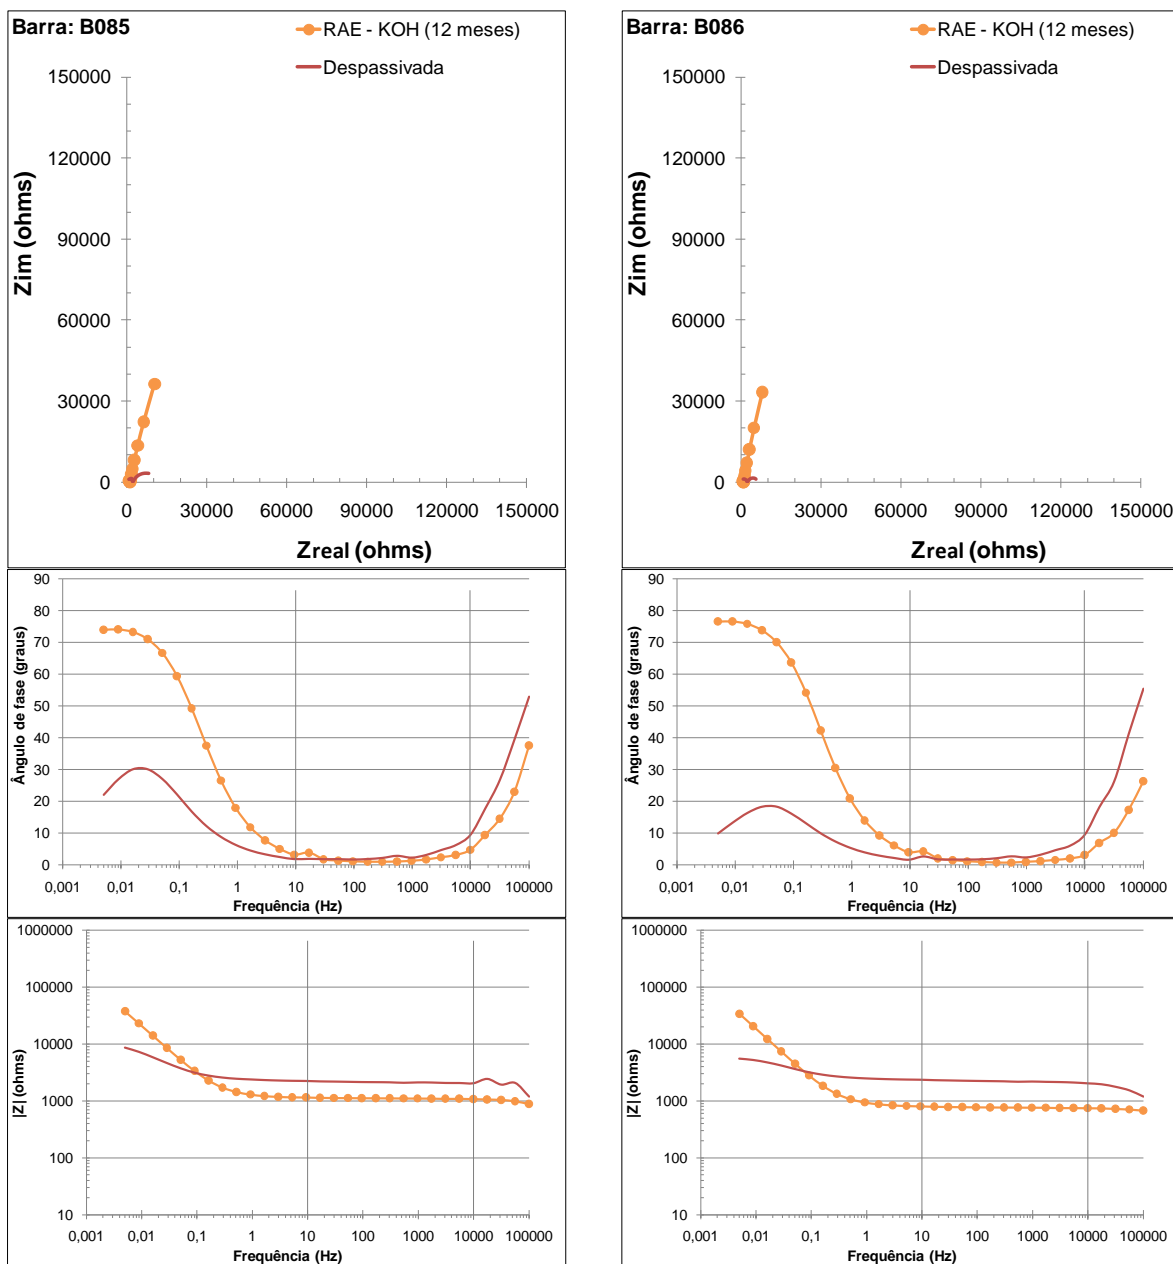 Barra: B085
RAE - KOH (12 meses)
Despassivada
150000
120000
90000
60000
30000
0
Zim (ohms)
0 30000 60000 90000 120000 150000
Zreal (ohms)
90
80
70
60
50
40
30
20
10
0
Ângulo de fase (graus)
0,001 0,01 0,1 1 10 100 1000 10000 100000
Frequência (Hz)
1000000
100000
10000
1000
100
10
|Z| (ohms)
0,001 0,01 0,1 1 10 100 1000 10000 100000
Frequência (Hz)
Barra: B086
RAE - KOH (12 meses)
Despassivada
150000
120000
90000
60000
30000
0
Zim (ohms)
0 30000 60000 90000 120000 150000
Zreal (ohms)
90
80
70
60
50
40
30
20
10
0
Ângulo de fase (graus)
0,001 0,01 0,1 1 10 100 1000 10000 100000
Frequência (Hz)
1000000
100000
10000
1000
100
10
|Z| (ohms)
0,001 0,01 0,1 1 10 100 1000 10000 100000
Frequência (Hz)